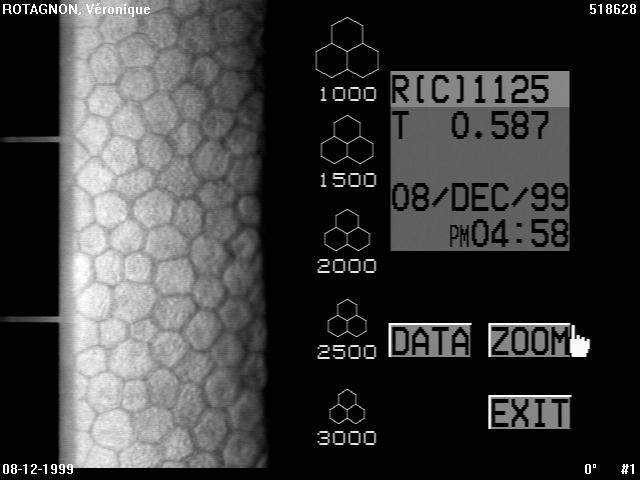 ROTAGNON, Véronique
518628
1000
1500
2000
2500
3000
R[C]1125
T 0.587
08/DEC/99
PM04:58
DATA
ZOOM
EXIT
08-12-1999
0° #1